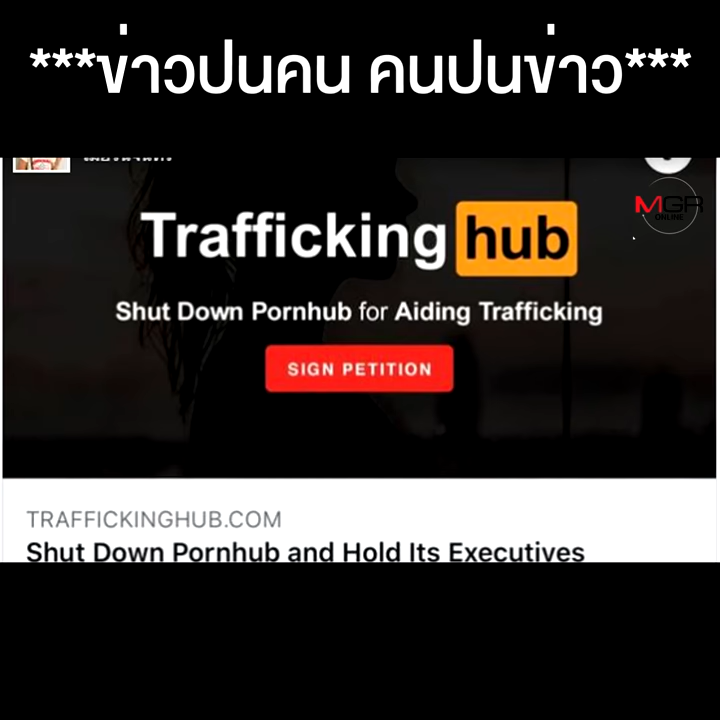 ***ข่าวปนคน คนปนข่าว***
MGR
ONLINE
Trafficking hub
Shut Down Pornhub for Aiding Trafficking
SIGN PETITION
TRAFFICKINGHUB.COM
Shut Down Pornhub and Hold Its Executives